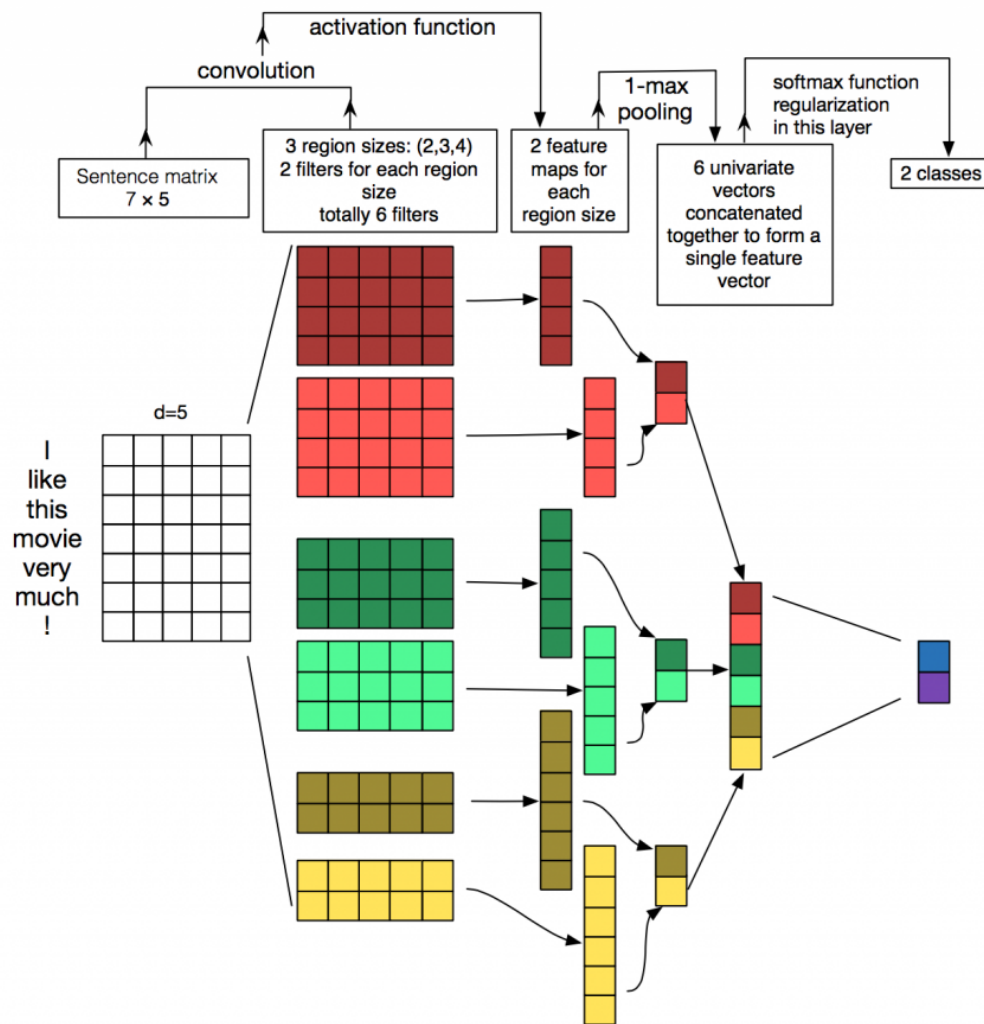 activation function
convolution
1-max
pooling
softmax function
regularization
in this layer
Sentence matrix
7 × 5
3 region sizes: (2,3,4)
2 filters for each region
size
totally 6 filters
2 feature
maps for
each
region size
6 univariate
vectors
concatenated
together to form a
single feature
vector
2 classes
d=5
I
like
this
movie
very
much
!